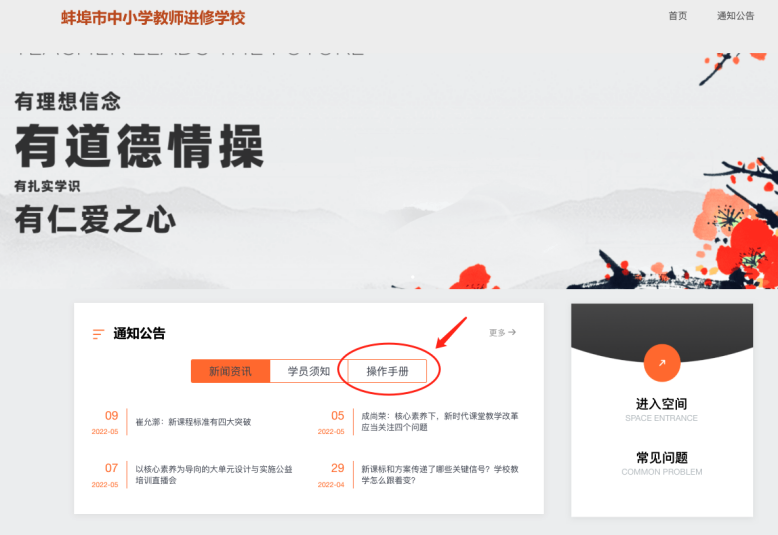 蚌埠市中小学教师进修学校
首页
通知公告
有理想信念
有道德情操
有扎实学识
有仁爱之心
通知公告
更多
新闻资讯
学员须知
操作手册
09
2022-05
崔允漷：新课程标准有四大突破
05
2022-05
成尚荣：核心素养下，新时代课堂教学改革
应当关注四个问题
07
2022-05
以核心素养为导向的大单元设计与实施公益
培训直播会
29
2022-04
新课标和方案传递了哪些关键信号？学校教
学怎么跟着变？
进入空间
SPACE ENTRANCE
常见问题
COMMON PROBLEM